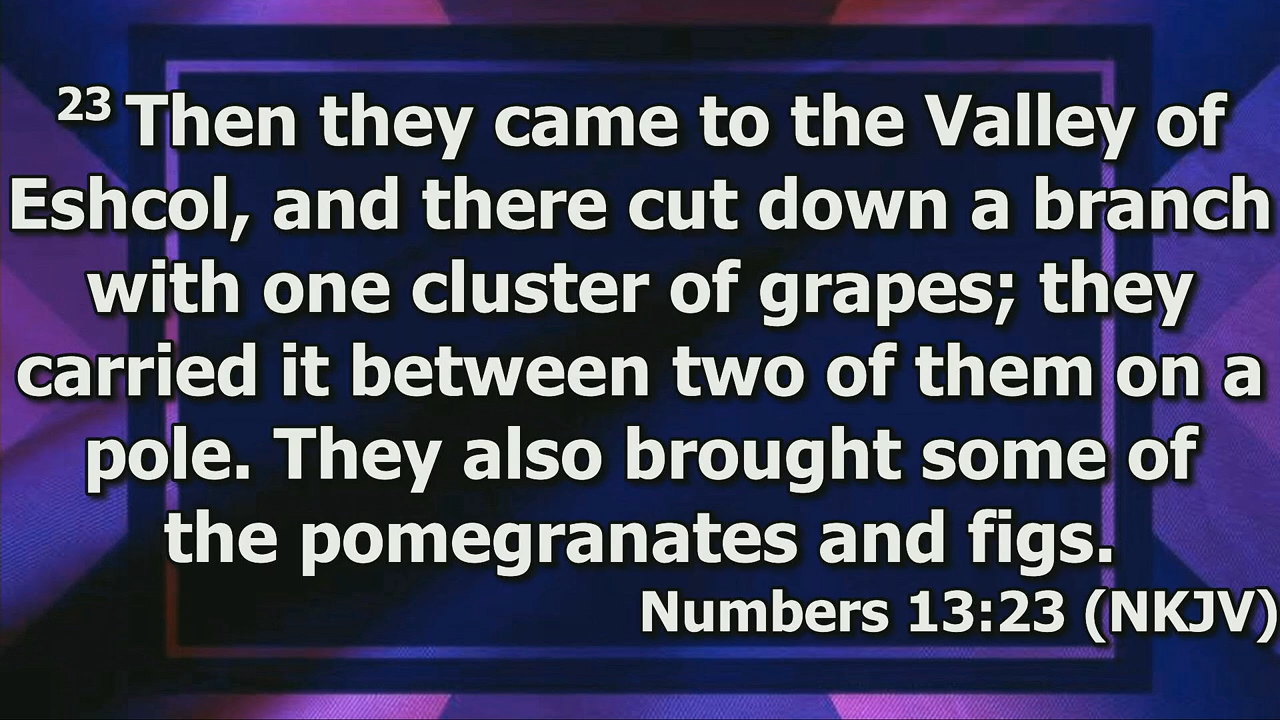 23 Then they came to the Valley of
Eshcol, and there cut down a branch
with one cluster of grapes; they
carried it between two of them on a
pole. They also brought some of
the pomegranates and figs.
Numbers 13:23 (NKJV)